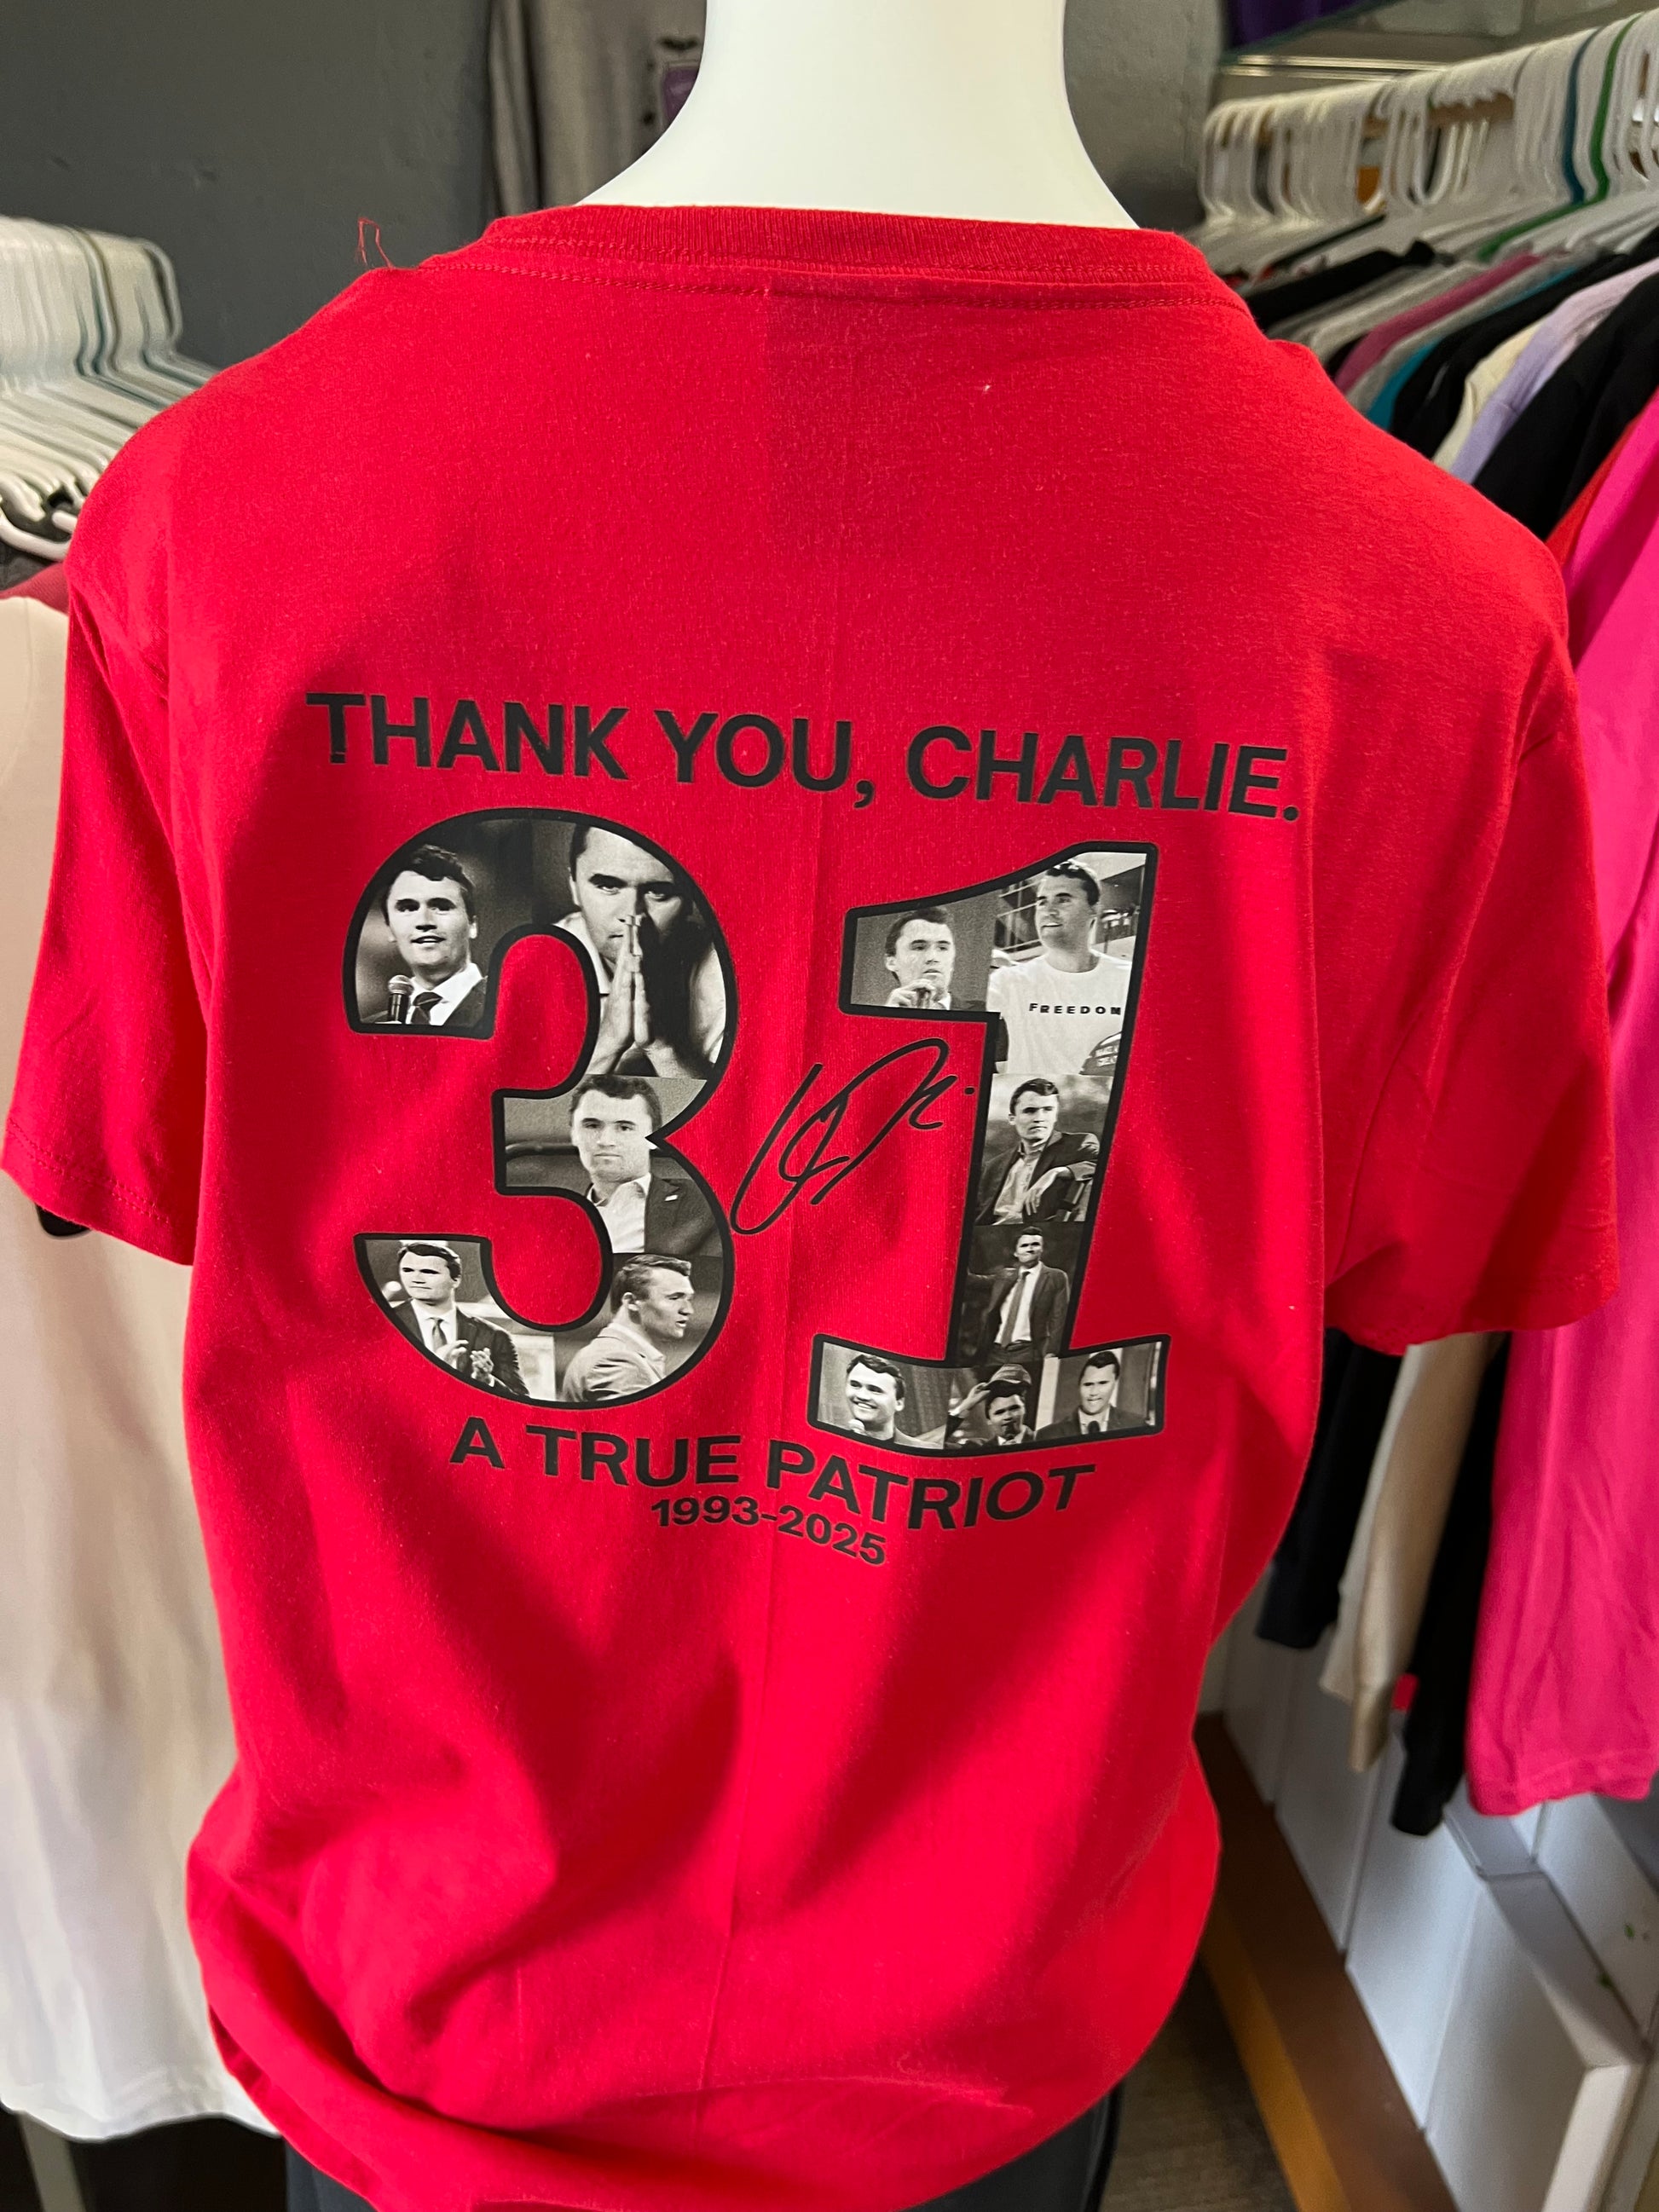 THANK YOU, CHARLIE.
31
FREEDOM
A TRUE PATRIOT
1993-2025